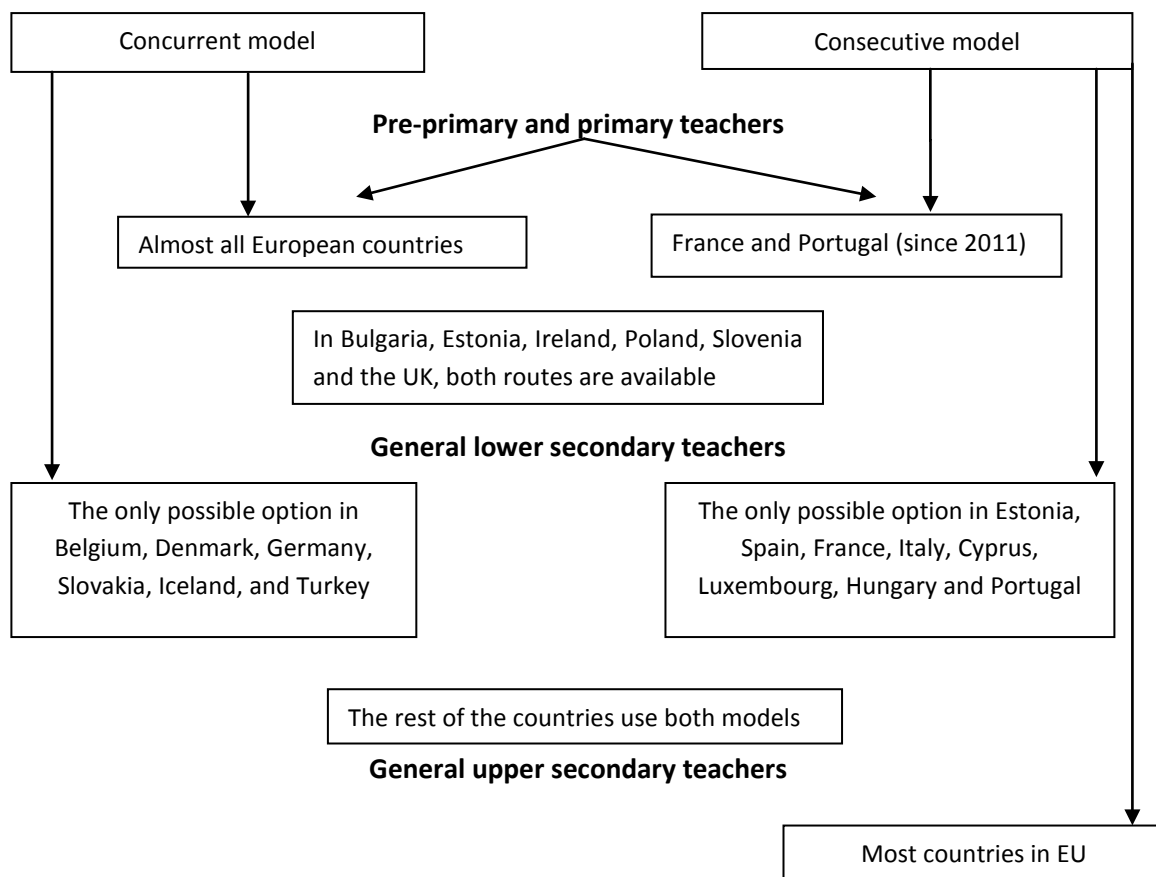 Concurrent model
Consecutive model
Pre-primary and primary teachers
Almost all European countries
France and Portugal (since 2011)
In Bulgaria, Estonia, Ireland, Poland, Slovenia
and the UK, both routes are available
General lower secondary teachers
The only possible option in
Belgium, Denmark, Germany,
Slovakia, Iceland, and Turkey
The only possible option in Estonia,
Spain, France, Italy, Cyprus,
Luxembourg, Hungary and Portugal
The rest of the countries use both models
General upper secondary teachers
Most countries in EU